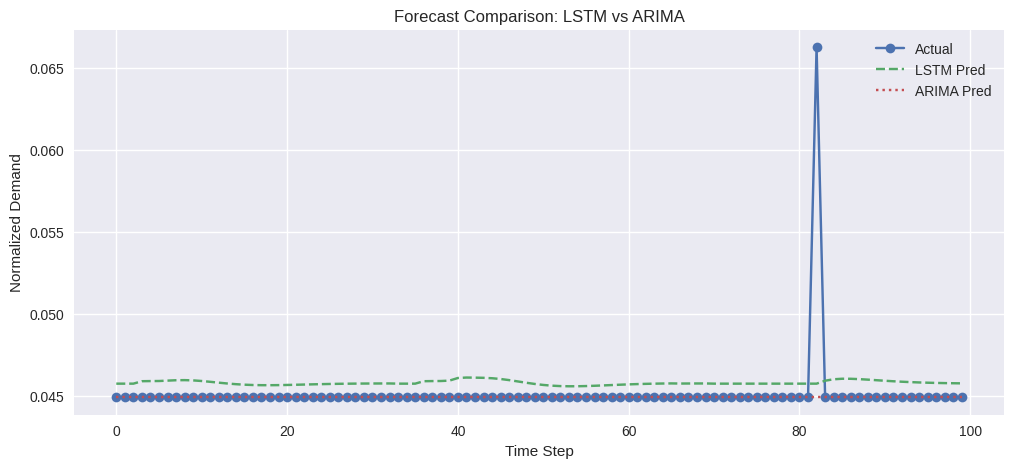 Forecast Comparison: LSTM vs ARIMA
Actual
LSTM Pred
ARIMA Pred
Normalized Demand
0.065
0.060
0.055
0.050
0.045
0 20 40 60 80 100
Time Step